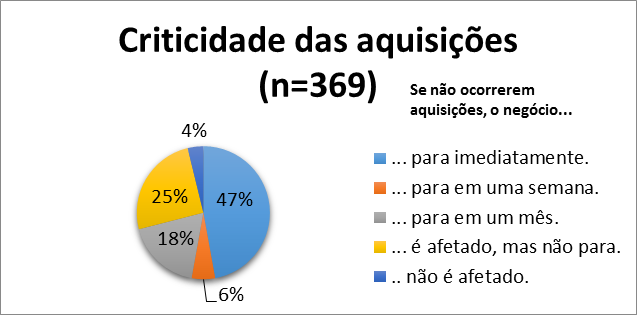 Criticidade das aquisições
(n=369)
Se não ocorrerem
aquisições, o negócio...
4%
47%
25%
18%
6%
... para imediatamente.
... para em uma semana.
... para em um mês.
... é afetado, mas não para.
.. não é afetado.